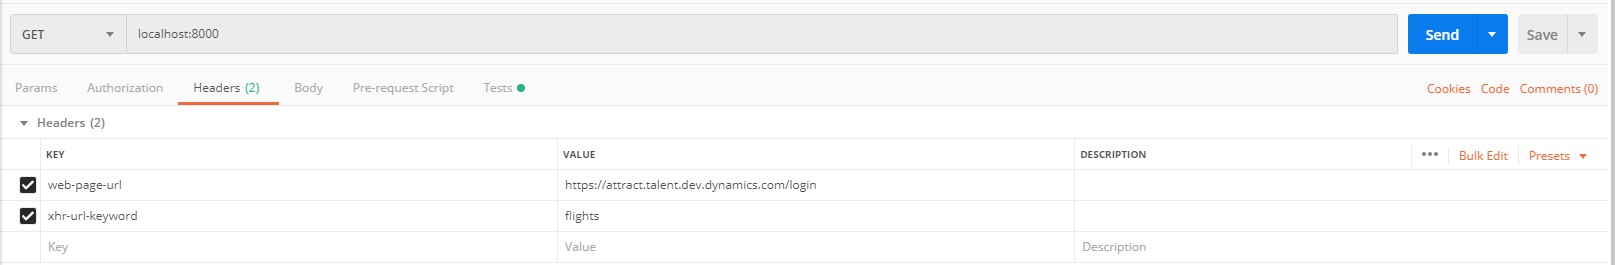 GET localhost:8000 Send Save
Params Authorization Headers (2) Body Pre-request Script Tests Cookies Code Comments (0)
Headers (2)
KEY VALUE DESCRIPTION ••• Bulk Edit Presets
web-page-url https://attract.talent.dev.dynamics.com/login
xhr-url-keyword flights
Key Value Description